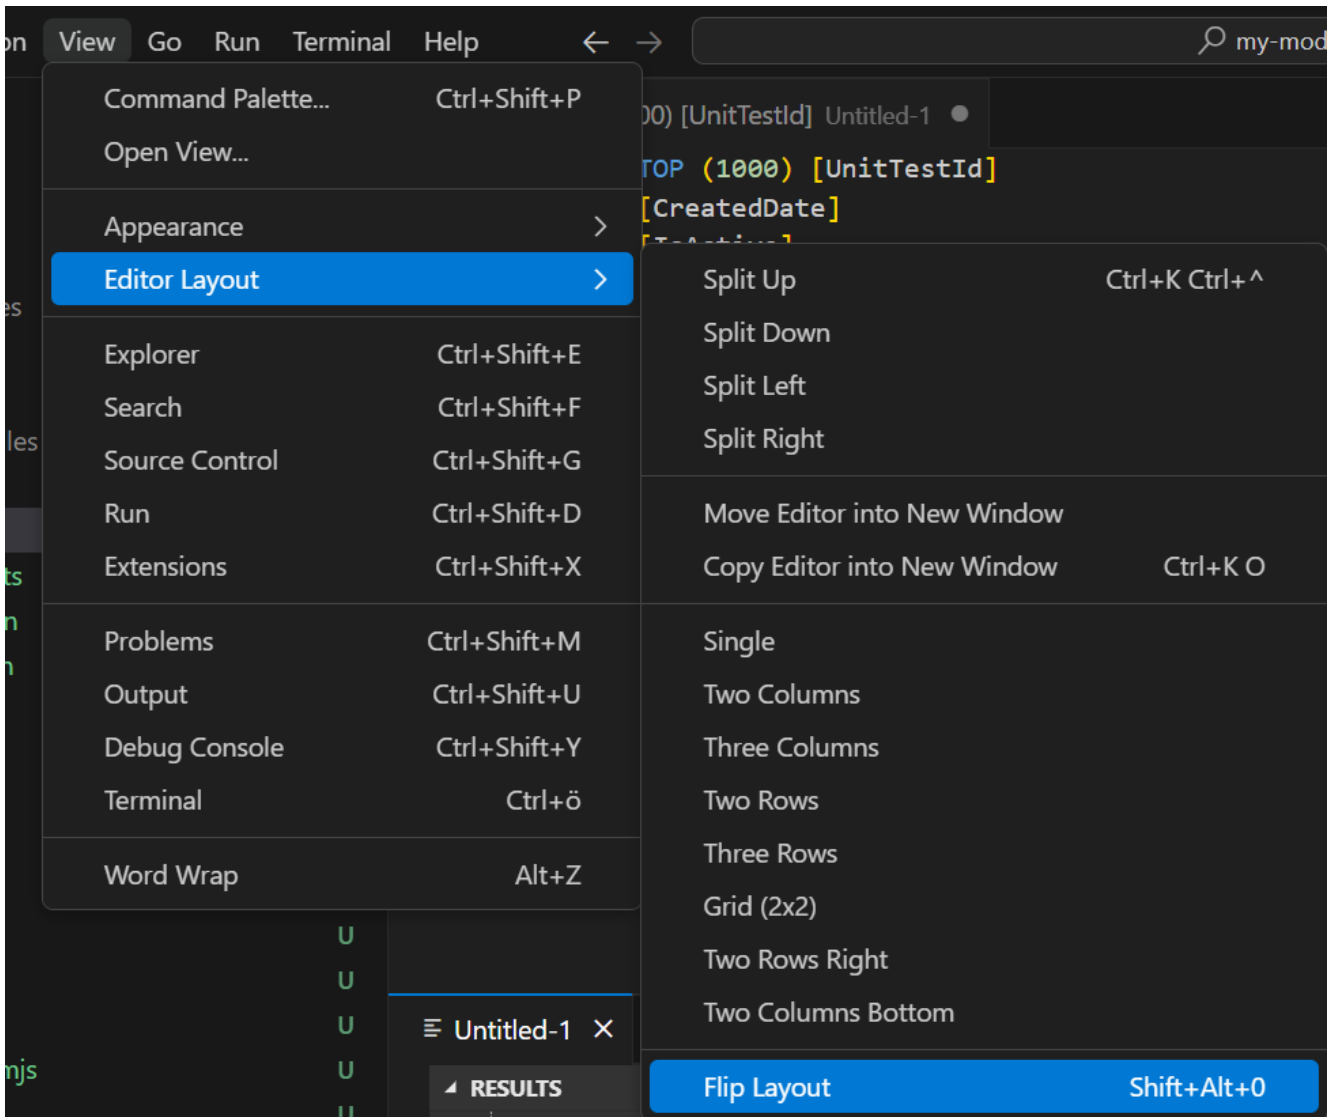 on View Go Run Terminal Help ← → my-mod
Command Palette... Ctrl+Shift+P
Open View...
Appearance >
Editor Layout >
Explorer Ctrl+Shift+E
Search Ctrl+Shift+F
Source Control Ctrl+Shift+G
Run Ctrl+Shift+D
Extensions Ctrl+Shift+X
Problems Ctrl+Shift+M
Output Ctrl+Shift+U
Debug Console Ctrl+Shift+Y
Terminal Ctrl+ö
Word Wrap Alt+Z
00) [UnitTestId] Untitled-1 ●
TOP (1000) [UnitTestId]
[CreatedDate]
[IsActive]
Split Up Ctrl+K Ctrl+^
Split Down
Split Left
Split Right
Move Editor into New Window
Copy Editor into New Window Ctrl+K O
Single
Two Columns
Three Columns
Two Rows
Three Rows
Grid (2x2)
Two Rows Right
Two Columns Bottom
Flip Layout Shift+Alt+0
es
les
ts
n
n
U
U
U
mjs U
U
Untitled-1 ×
RESULTS